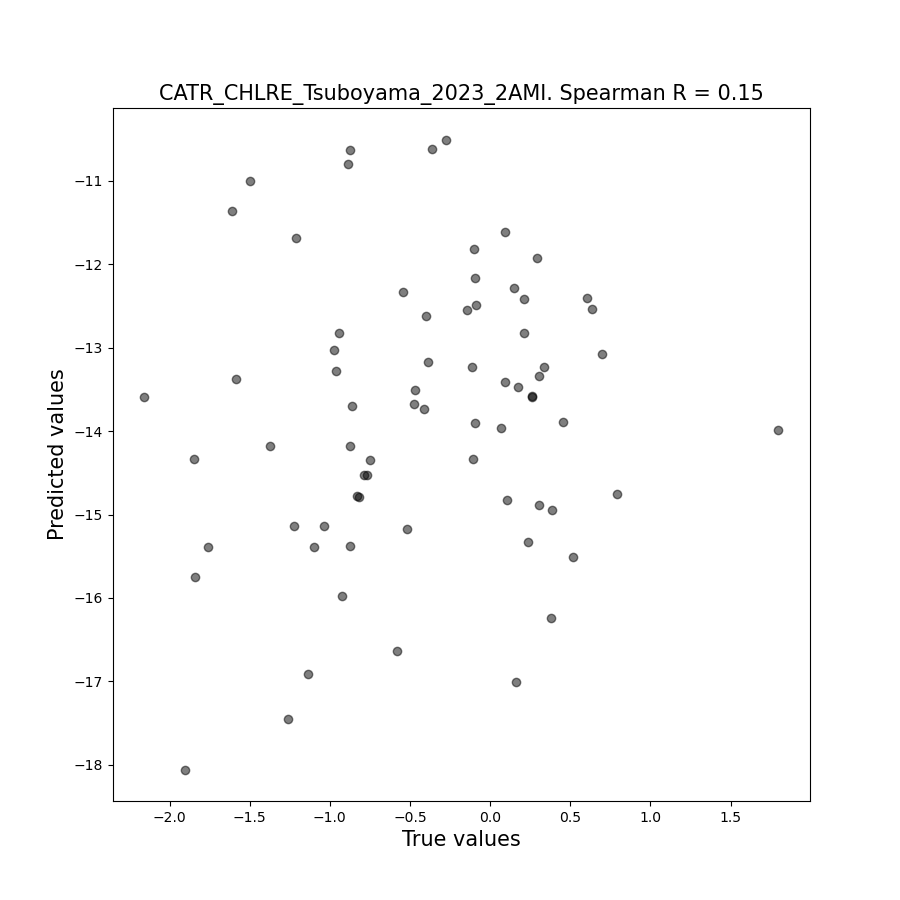 CATR_CHLRE_Tsuboyama_2023_2AMI. Spearman R = 0.15
−11
−12
−13
−14
−15
−16
−17
−18
Predicted values
−2.0 −1.5 −1.0 −0.5 0.0 0.5 1.0 1.5
True values